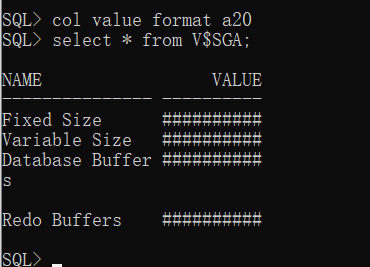 SQL> col value format a20
SQL> select * from V$SGA;
NAME                 VALUE
--------------- ----------
Fixed Size      ##########
Variable Size   ##########
Database Buffer ##########
s
Redo Buffers    ##########
SQL> _